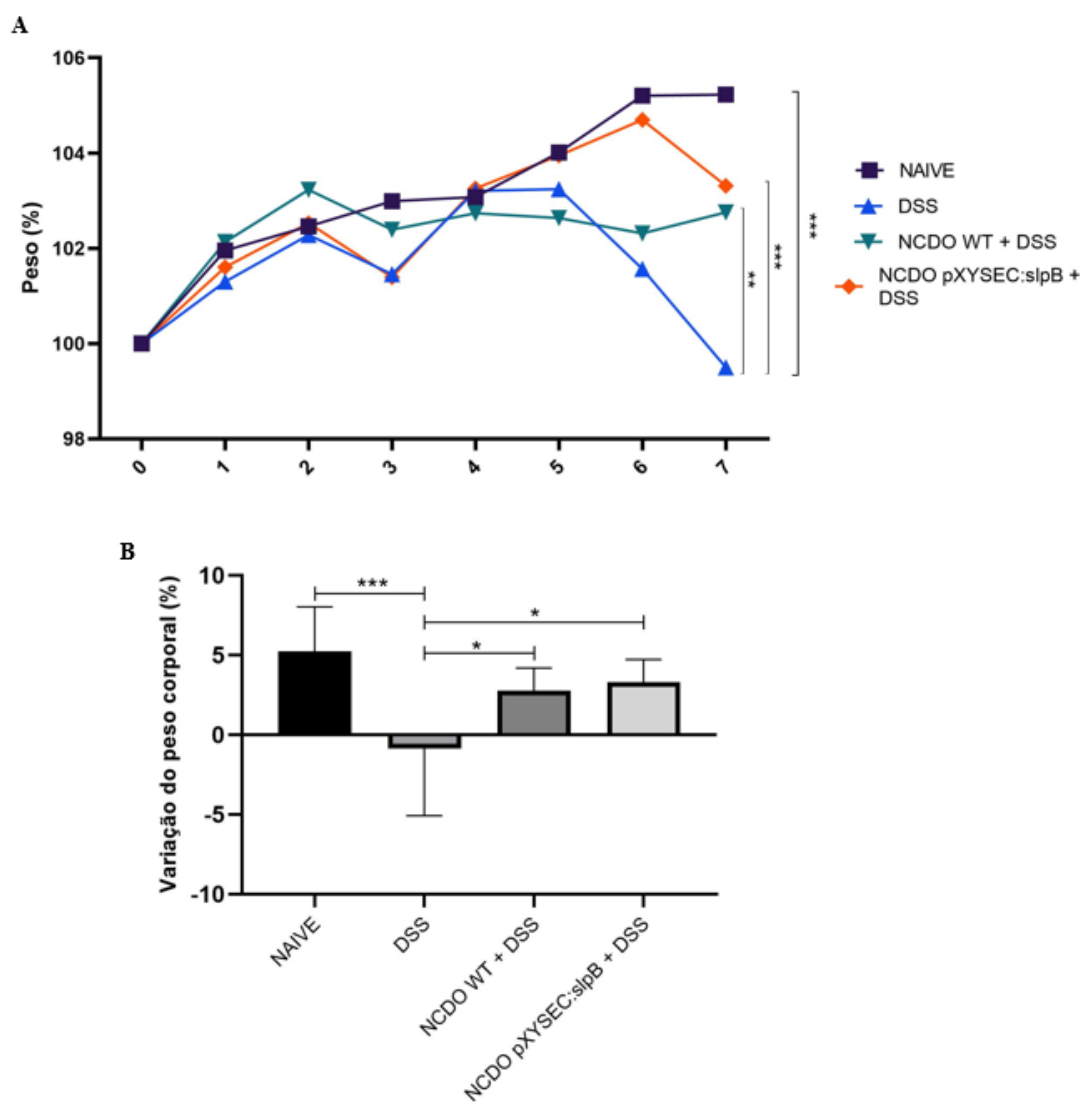 A
106
104
102
100
98
Peso (%)
0 1 2 3 4 5 6 7
**
***
***
NAIVE
DSS
NCDO WT + DSS
NCDO pXYSEC:slpB +
DSS
B
Variação do peso corporal (%)
10
5
0
-5
-10
***
*
*
NAIVE
DSS
NCDO WT + DSS
NCDO pXYSEC:slpB + DSS